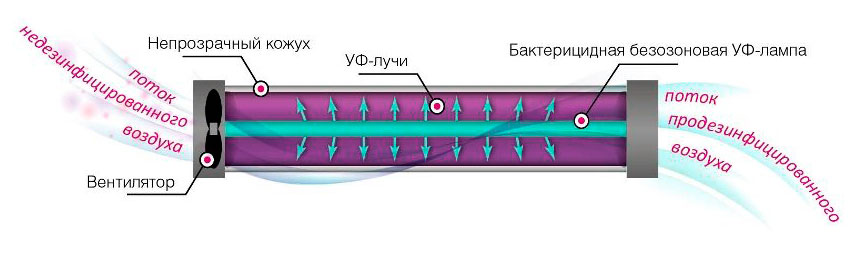 Непрозрачный кожух
УФ-лучи
Бактерицидная безозоновая УФ-лампа
поток
недезинфицированного
воздуха
поток
продезинфицированного
воздуха
Вентилятор